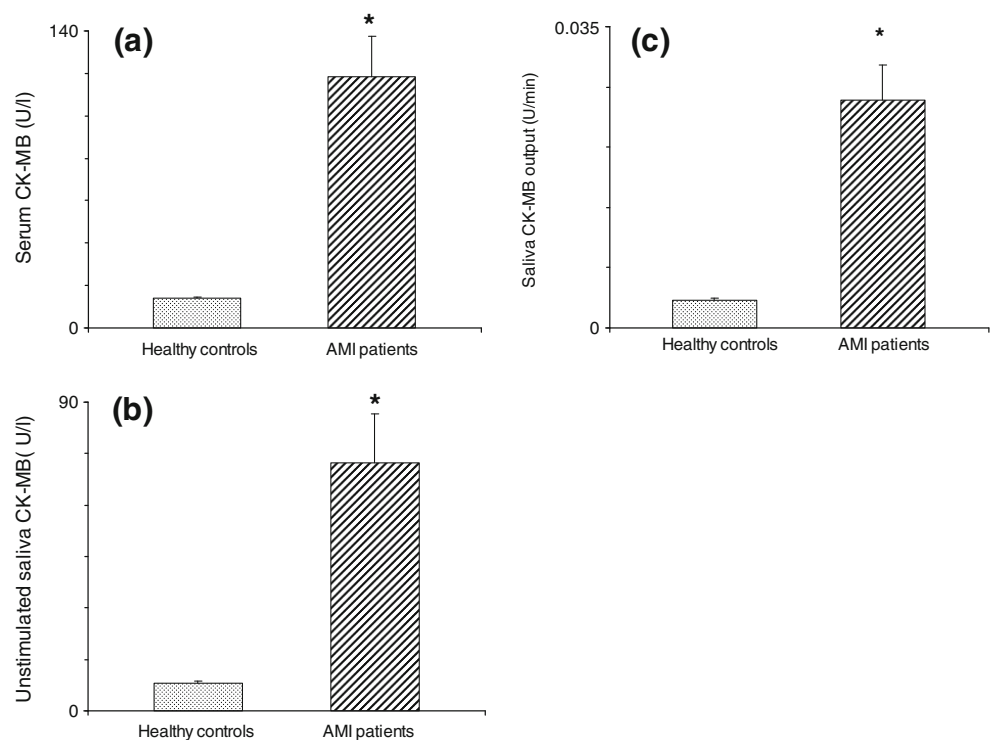 (a)
140
*
Serum CK-MB (U/l)
0
Healthy controls
AMI patients
(c)
0.035
*
Saliva CK-MB output (U/min)
0
Healthy controls
AMI patients
(b)
90
*
Unstimulated saliva CK-MB( U/l)
0
Healthy controls
AMI patients